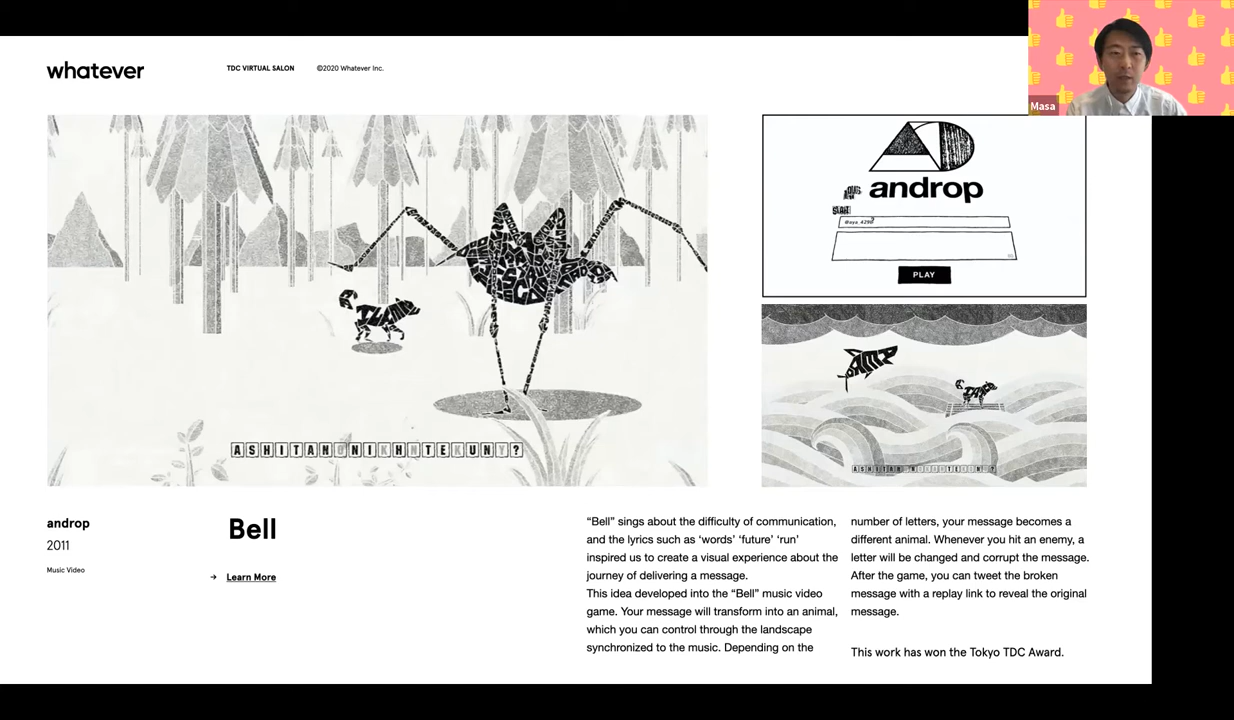 whatever
TDC VIRTUAL SALON
©2020 Whatever Inc.
Masa
androp
PLAY
ASHITAN NI KH TEKUN ?
androp
2011
Music Video
Bell
→ Learn More
“Bell” sings about the difficulty of communication,
and the lyrics such as ‘words’ ‘future’ ‘run’
inspired us to create a visual experience about the
journey of delivering a message.
This idea developed into the “Bell” music video
game. Your message will transform into an animal,
which you can control through the landscape
synchronized to the music. Depending on the
number of letters, your message becomes a
different animal. Whenever you hit an enemy, a
letter will be changed and corrupt the message.
After the game, you can tweet the broken
message with a replay link to reveal the original
message.
This work has won the Tokyo TDC Award.